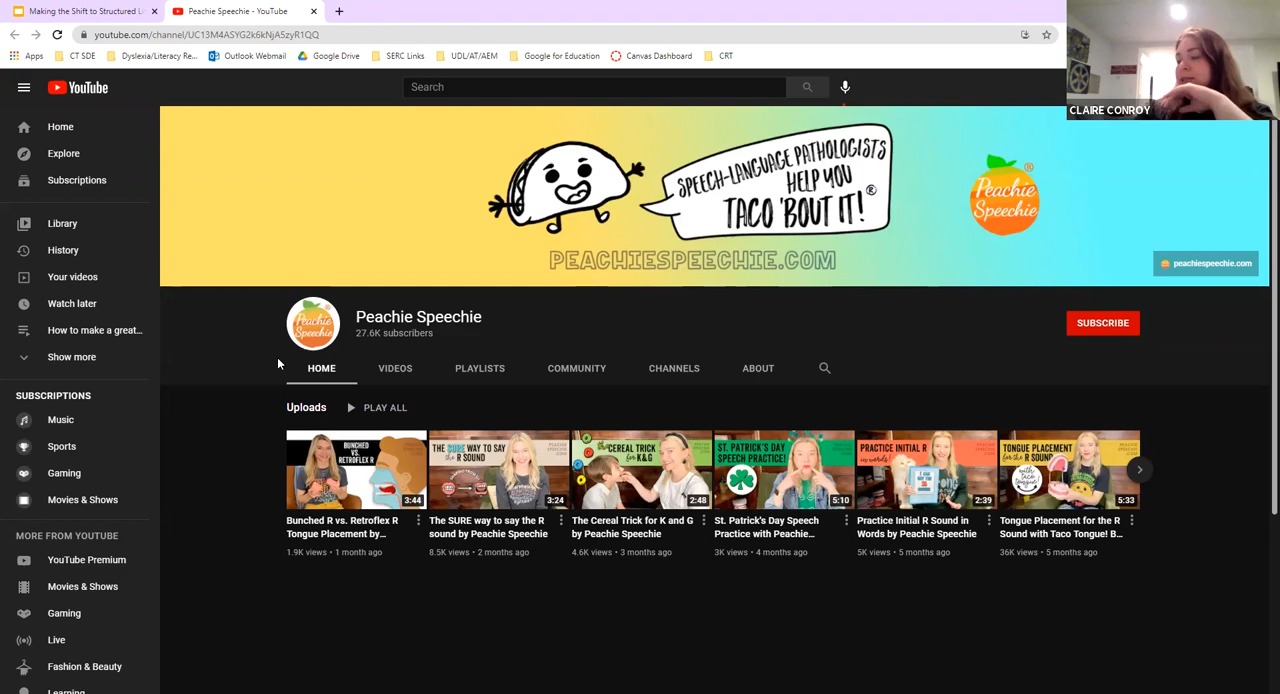 Making the Shift to Structured Li
Peachie Speechie - YouTube
youtube.com/channel/UC13M4ASYG2k6kNjA5zyR1QQ
Apps
CT SDE
Dyslexia/Literacy Re...
Outlook Webmail
Google Drive
SERC Links
UDL/AT/AEM
Google for Education
Canvas Dashboard
CRT
CLAIRE CONROY
YouTube
Search
Home
Explore
Subscriptions
Library
History
Your videos
Watch later
How to make a great...
Show more
SUBSCRIPTIONS
Music
Sports
Gaming
Movies & Shows
MORE FROM YOUTUBE
YouTube Premium
Movies & Shows
Gaming
Live
Fashion & Beauty
Learning
SPEECH-LANGUAGE PATHOLOGISTS
HELP YOU
TACO 'BOUT IT!®
PEACHIESPEECHIE.COM
Peachie
Speechie
®
peachiespeechie.com
Peachie
Speechie
Peachie Speechie
27.6K subscribers
SUBSCRIBE
HOME
VIDEOS
PLAYLISTS
COMMUNITY
CHANNELS
ABOUT
Uploads
PLAY ALL
BUNCHED
VS.
RETROFLEX R
3:44
Bunched R vs. Retroflex R
Tongue Placement by...
1.9K views • 1 month ago
THE SURE WAY TO SAY
THE R SOUND
3:24
The SURE way to say the R
sound by Peachie Speechie
8.5K views • 2 months ago
THE CEREAL TRICK
for K & G
2:48
The Cereal Trick for K and G
by Peachie Speechie
4.6K views • 3 months ago
ST. PATRICK'S DAY
SPEECH PRACTICE!
5:10
St. Patrick's Day Speech
Practice with Peachie...
3K views • 4 months ago
PRACTICE INITIAL R
in words!
2:39
Practice Initial R Sound in
Words by Peachie Speechie
5K views • 5 months ago
TONGUE PLACEMENT
for the R SOUND
with taco tongue!
5:33
Tongue Placement for the R
Sound with Taco Tongue! B...
36K views • 5 months ago